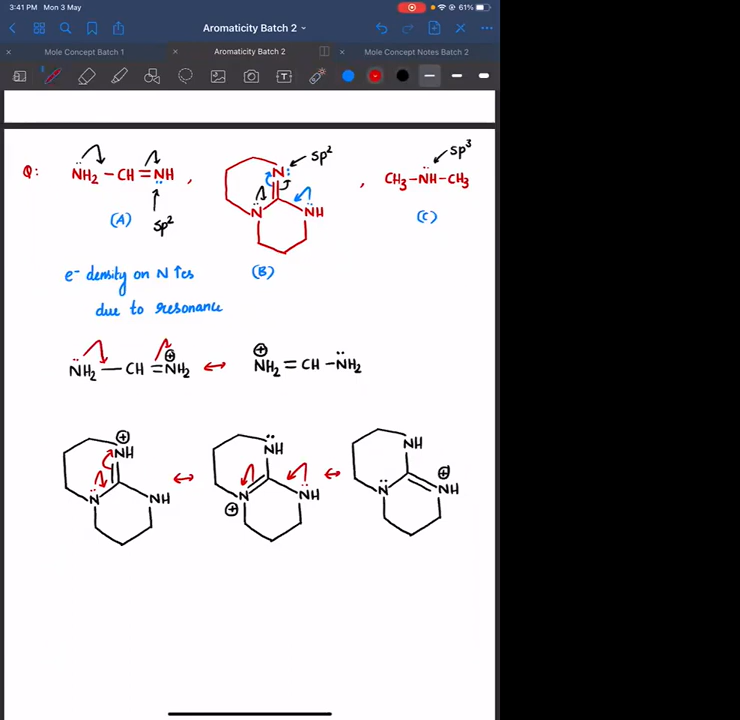 3:41 PM Mon 3 May
61%
Aromaticity Batch 2
Mole Concept Batch 1
Aromaticity Batch 2
Mole Concept Notes Batch 2
Q: NH2 – CH = NH , N: N NH , CH3 – NH – CH3
sp2
sp2
sp3
(A)
(B)
(C)
e- density on N ↑es
due to resonance
NH2 — CH = NH2 ↔ NH2 = CH – NH2
⊕ NH N NH ↔ NH N ⊕ NH ↔ NH N ⊕ NH